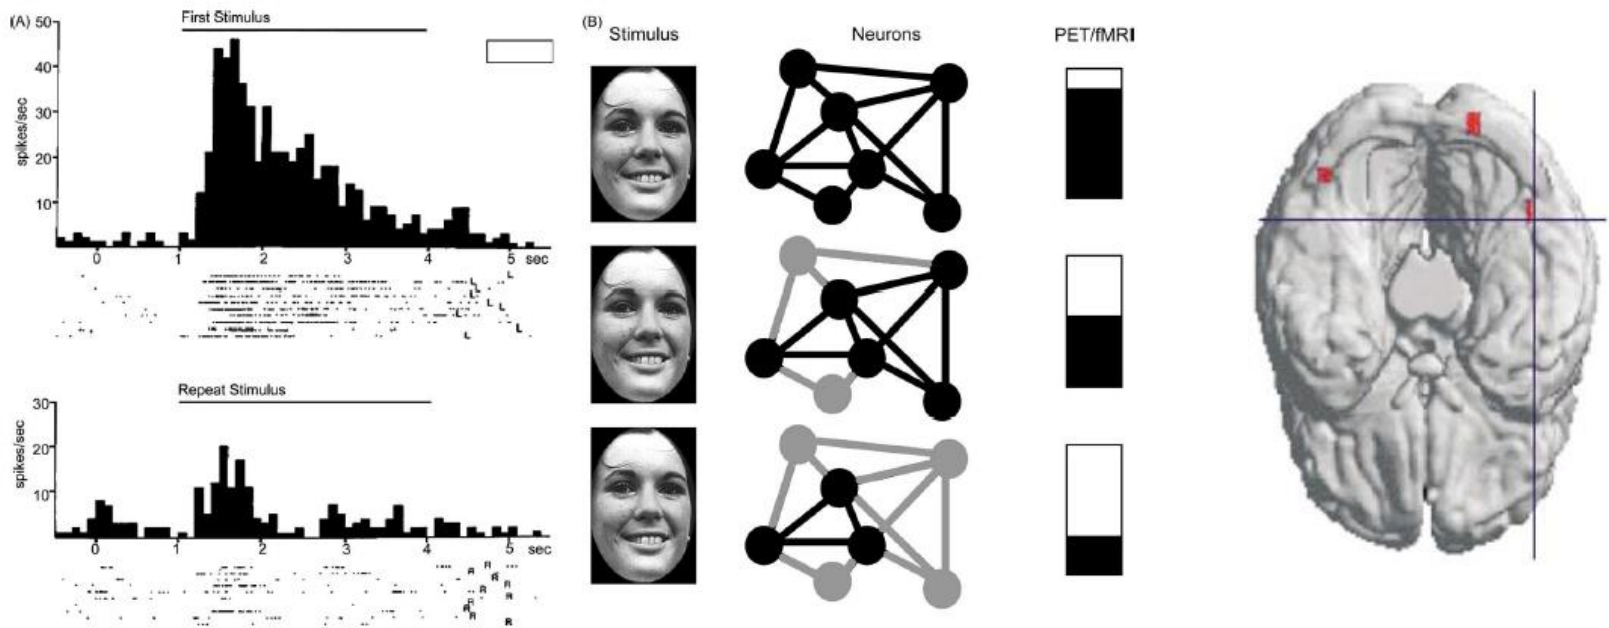 (A)
First Stimulus
50
40
30
20
10
spikes/sec
0 1 2 3 4 5 sec
L
L
L
L
L
L
L
L
Repeat Stimulus
30
20
10
spikes/sec
0 1 2 3 4 5 sec
R
R
R
R
R
R
R
R
R
R
(B)
Stimulus Neurons PET/fMRI